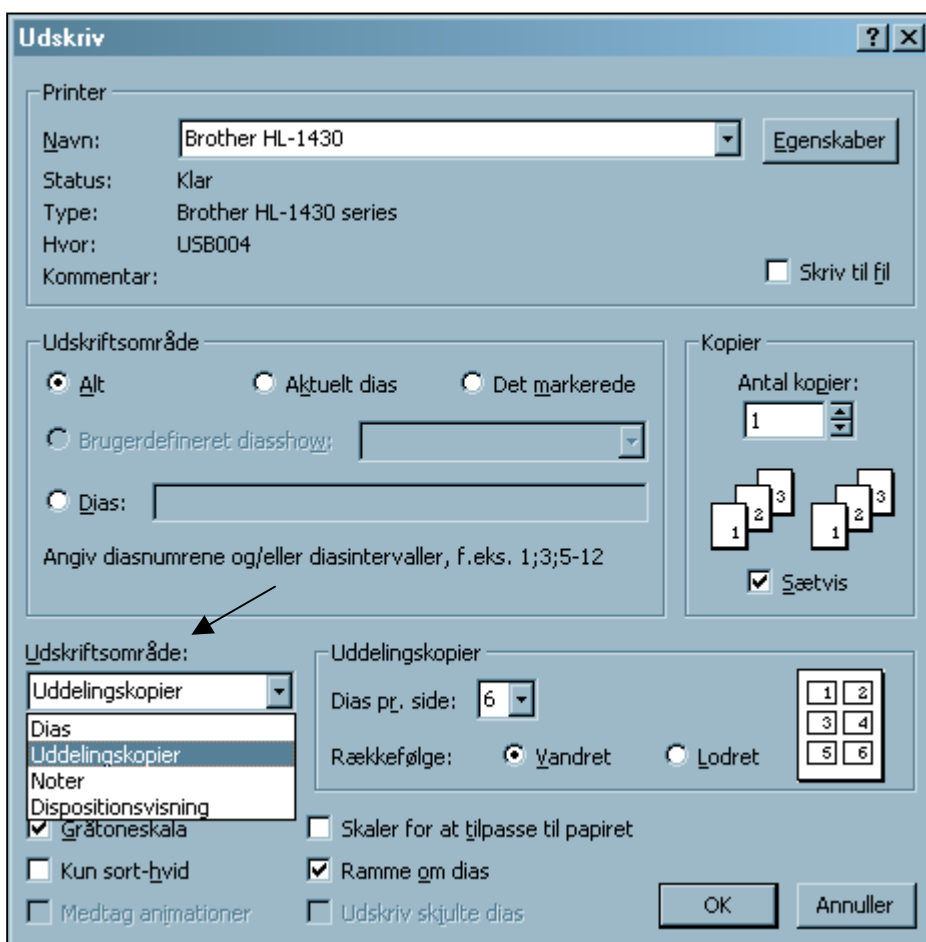 Udskriv
Printer
Navn: Brother HL-1430 Egenskaber
Status: Klar
Type: Brother HL-1430 series
Hvor: USB004
Kommentar: Skriv til fil
Udskriftsområde
Alt Aktuelt dias Det markerede
Brugerdefineret diasshow:
Dias:
Angiv diasnumrene og/eller diasintervaller, f.eks. 1;3;5-12
Kopier
Antal kopier:
1
1 2 3 1 2 3
Sætvis
Udskriftsområde:
Uddelingskopier
Dias
Uddelingskopier
Noter
Dispositionsvisning
Uddelingskopier
Dias pr. side: 6
Rækkefølge: Vandret Lodret
1 2
3 4
5 6
Gråtoneskala Skaler for at tilpasse til papiret
Kun sort-hvid Ramme om dias
Medtag animationer Udskriv skjulte dias
OK Annuller